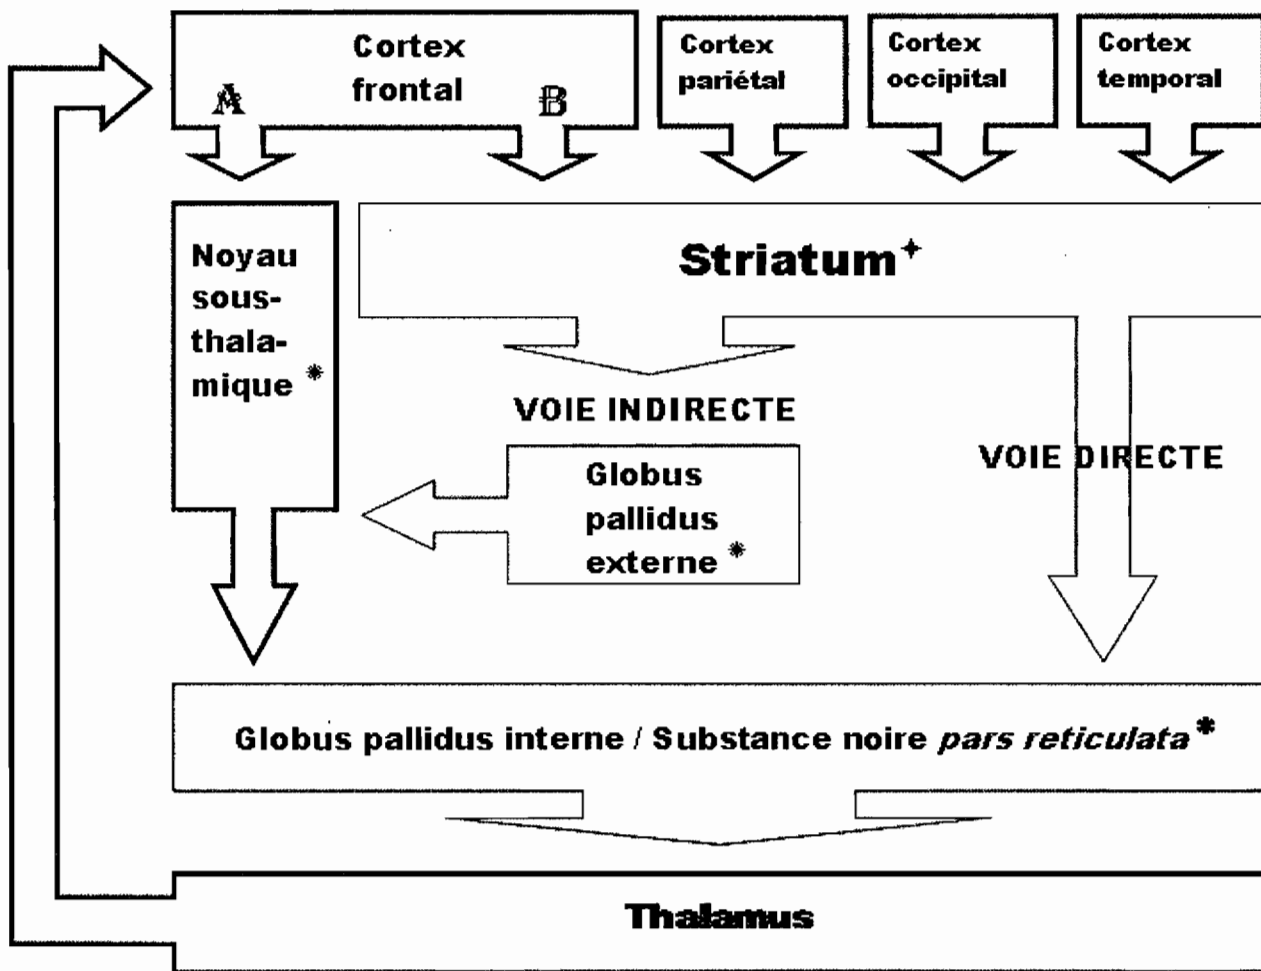 Cortex
frontal
A
B
Cortex
pariétal
Cortex
occipital
Cortex
temporal
Noyau
sous-
thala-
mique *
Striatum+
VOIE INDIRECTE
VOIE DIRECTE
Globus
pallidus
externe *
Globus pallidus interne / Substance noire pars reticulata*
Thalamus